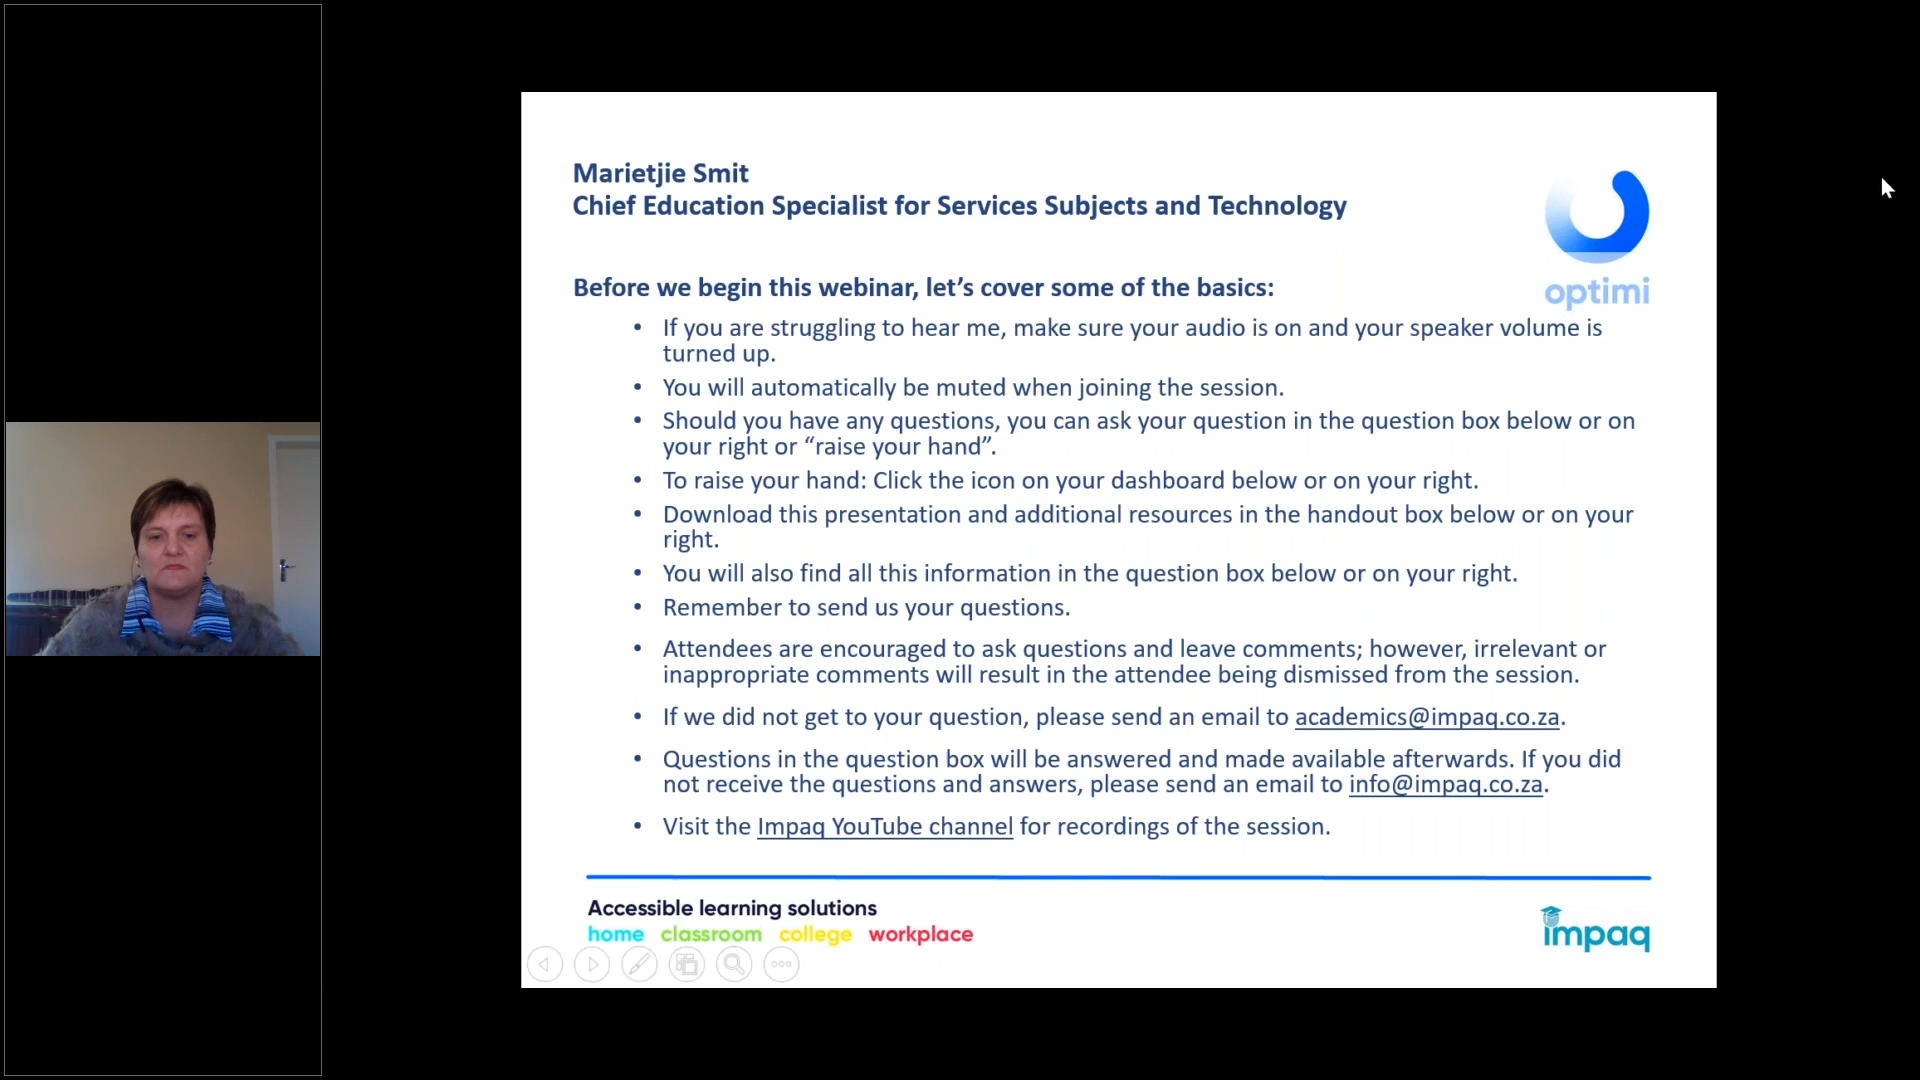 Marietjie Smit
Chief Education Specialist for Services Subjects and Technology
optimi
Before we begin this webinar, let’s cover some of the basics:
• If you are struggling to hear me, make sure your audio is on and your speaker volume is
turned up.
• You will automatically be muted when joining the session.
• Should you have any questions, you can ask your question in the question box below or on
your right or “raise your hand”.
• To raise your hand: Click the icon on your dashboard below or on your right.
• Download this presentation and additional resources in the handout box below or on your
right.
• You will also find all this information in the question box below or on your right.
• Remember to send us your questions.
• Attendees are encouraged to ask questions and leave comments; however, irrelevant or
inappropriate comments will result in the attendee being dismissed from the session.
• If we did not get to your question, please send an email to academics@impaq.co.za.
• Questions in the question box will be answered and made available afterwards. If you did
not receive the questions and answers, please send an email to info@impaq.co.za.
• Visit the Impaq YouTube channel for recordings of the session.
Accessible learning solutions
home classroom college workplace
impaq